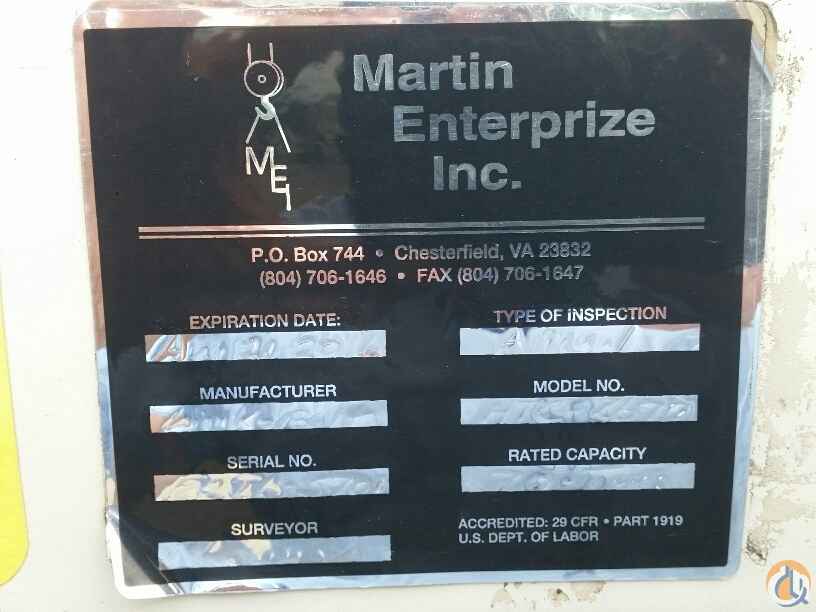 MEI
Martin
Enterprize
Inc.
P.O. Box 744 • Chesterfield, VA 23832
(804) 706-1646 • FAX (804) 706-1647
EXPIRATION DATE:
TYPE OF INSPECTION
Annual
MANUFACTURER
MODEL NO.
SERIAL NO.
RATED CAPACITY
SURVEYOR
ACCREDITED: 29 CFR • PART 1919
U.S. DEPT. OF LABOR